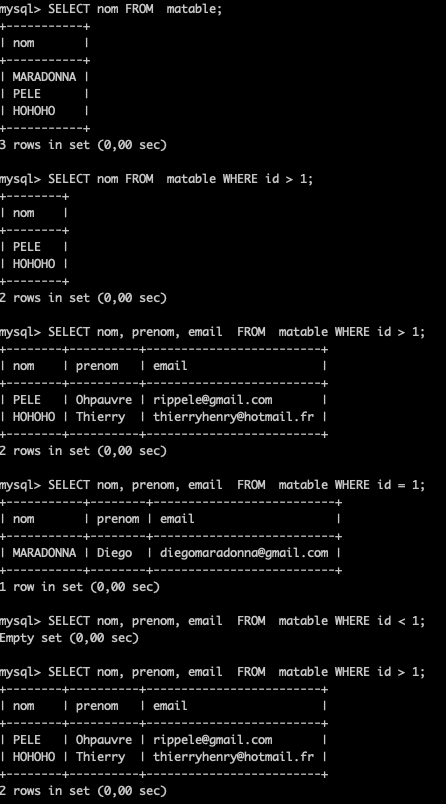 mysql> SELECT nom FROM  matable;
+-----------+
| nom       |
+-----------+
| MARADONNA |
| PELE      |
| HOHOHO    |
+-----------+
3 rows in set (0,00 sec)
mysql> SELECT nom FROM  matable WHERE id > 1;
+--------+
| nom    |
+--------+
| PELE   |
| HOHOHO |
+--------+
2 rows in set (0,00 sec)
mysql> SELECT nom, prenom, email  FROM  matable WHERE id > 1;
+--------+----------+-------------------------+
| nom    | prenom   | email                   |
+--------+----------+-------------------------+
| PELE   | Ohpauvre | rippele@gmail.com       |
| HOHOHO | Thierry  | thierryhenry@hotmail.fr |
+--------+----------+-------------------------+
2 rows in set (0,00 sec)
mysql> SELECT nom, prenom, email  FROM  matable WHERE id = 1;
+-----------+--------+--------------------------+
| nom       | prenom | email                    |
+-----------+--------+--------------------------+
| MARADONNA | Diego  | diegomaradonna@gmail.com |
+-----------+--------+--------------------------+
1 row in set (0,00 sec)
mysql> SELECT nom, prenom, email  FROM  matable WHERE id < 1;
Empty set (0,00 sec)
mysql> SELECT nom, prenom, email  FROM  matable WHERE id > 1;
+--------+----------+-------------------------+
| nom    | prenom   | email                   |
+--------+----------+-------------------------+
| PELE   | Ohpauvre | rippele@gmail.com       |
| HOHOHO | Thierry  | thierryhenry@hotmail.fr |
+--------+----------+-------------------------+
2 rows in set (0,00 sec)